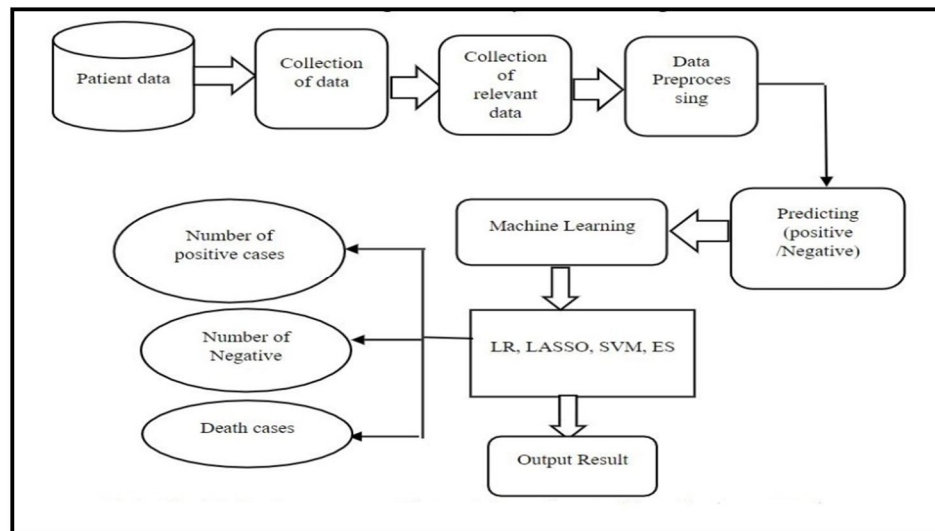 Patient data
Collection
of data
Collection
of
relevant
data
Data
Preproces
sing
Predicting
(positive
/Negative)
Machine Learning
Number of
positive cases
LR, LASSO, SVM, ES
Number of
Negative
Death cases
Output Result